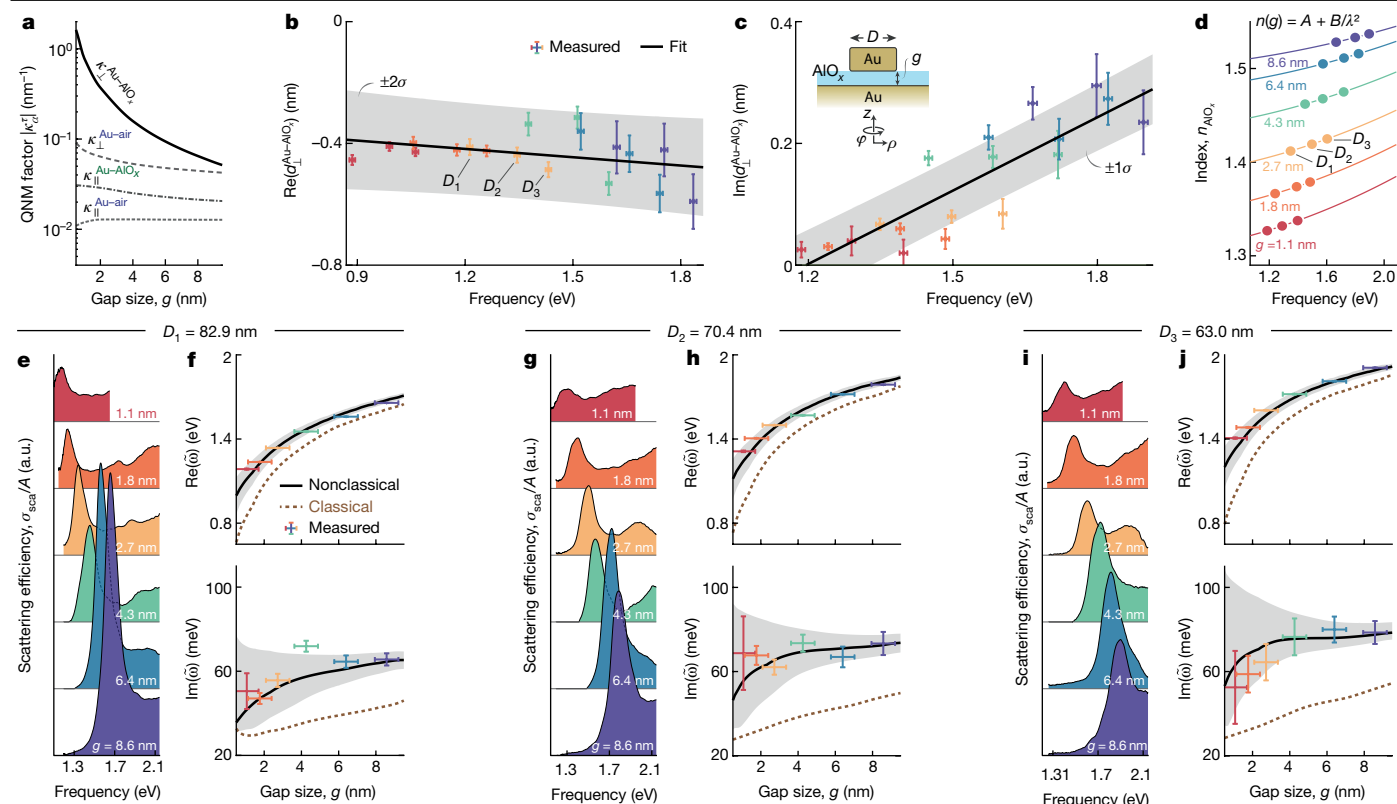 a
QNM factor |κατ| (nm⁻¹)
10⁰
10⁻¹
10⁻²
κ⊥Au–AlOx
κ⊥Au–air
κ∥Au–AlOx
κ∥Au–air
2 4 6 8
Gap size, g (nm)
b
Re(d⊥Au–AlOx) (nm)
0
−0.4
−0.8
Measured
Fit
±2σ
D1
D2
D3
0.9 1.2 1.5 1.8
Frequency (eV)
c
Im(d⊥Au–AlOx) (nm)
0.4
0.2
0
D
Au
AlOx
g
Au
z
φ
ρ
±1σ
1.2 1.5 1.8
Frequency (eV)
d
n(g) = A + B/λ²
Index, nAlOx
1.5
1.4
1.3
8.6 nm
6.4 nm
4.3 nm
2.7 nm
D3
D2
D1
1.8 nm
g = 1.1 nm
1.2 1.6 2.0
Frequency (eV)
D1 = 82.9 nm
D2 = 70.4 nm
D3 = 63.0 nm
e
Scattering efficiency, σsca/A (a.u.)
1.1 nm
1.8 nm
2.7 nm
4.3 nm
6.4 nm
g = 8.6 nm
1.3 1.7 2.1
Frequency (eV)
f
Re(ω̃) (eV)
2
1.4
0.8
Nonclassical
Classical
Measured
Im(ω̃) (meV)
100
60
20
2 4 6 8
Gap size, g (nm)
g
Scattering efficiency, σsca/A (a.u.)
1.1 nm
1.8 nm
2.7 nm
6.4 nm
g = 8.6 nm
1.3 1.7 2.1
Frequency (eV)
h
Re(ω̃) (eV)
2
1.4
0.8
Im(ω̃) (meV)
100
60
20
2 4 6 8
Gap size, g (nm)
i
Scattering efficiency, σsca/A (a.u.)
1.1 nm
1.8 nm
2.7 nm
4.3 nm
6.4 nm
g = 8.6 nm
1.31 1.7 2.1
Frequency (eV)
j
Re(ω̃) (eV)
2
1.4
0.8
Im(ω̃) (meV)
100
60
20
2 4 6 8
Gap size, g (nm)